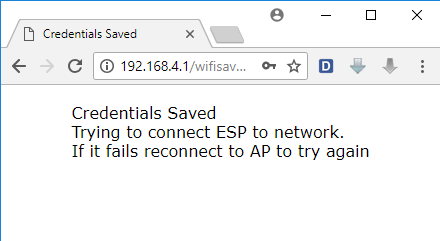 Credentials Saved
192.168.4.1/wifisav...
D
Credentials Saved
Trying to connect ESP to network.
If it fails reconnect to AP to try again